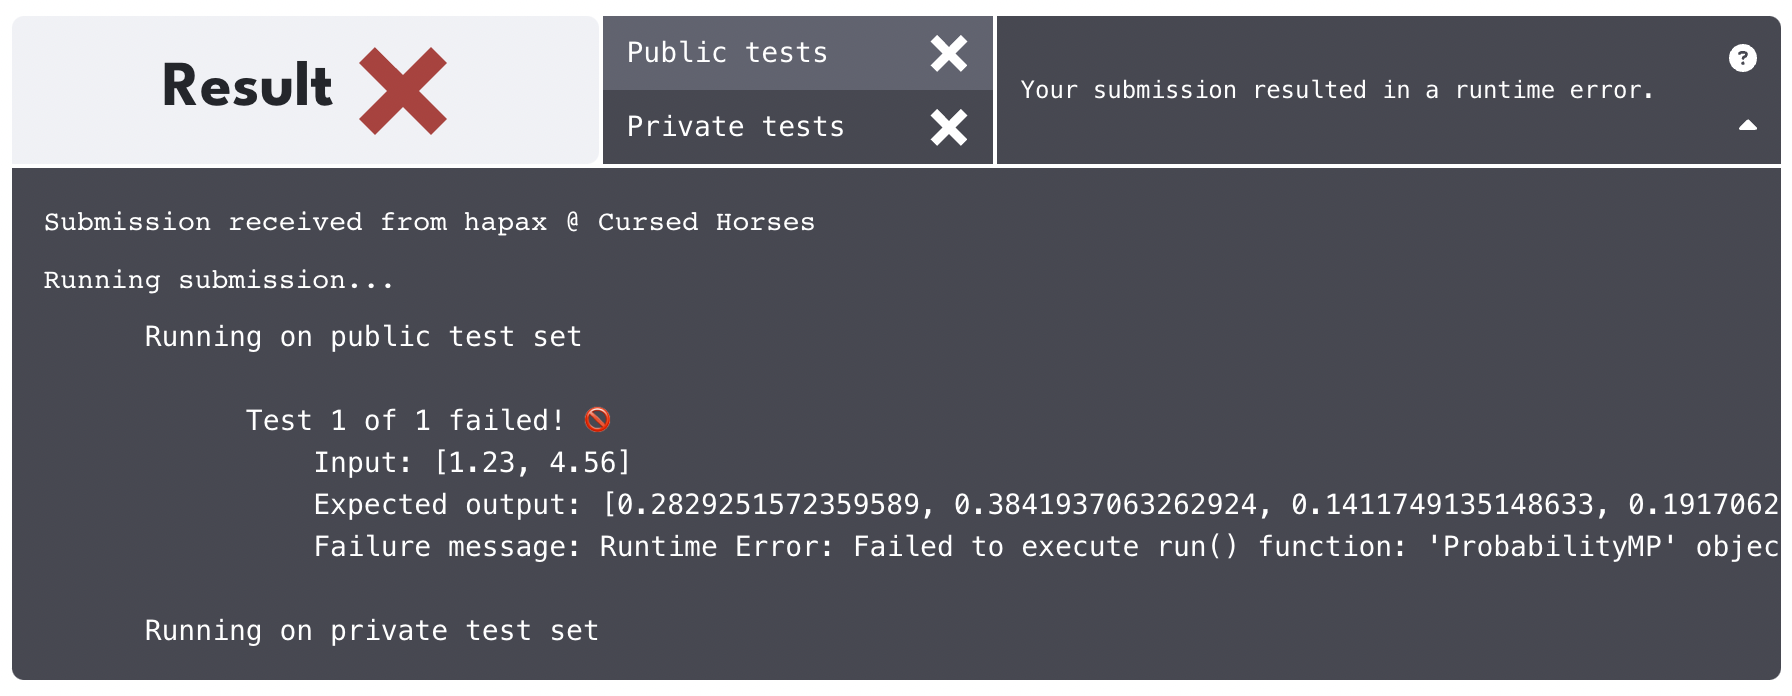 Result
Public tests
Private tests
Your submission resulted in a runtime error.
?
Submission received from hapax @ Cursed Horses
Running submission...
Running on public test set
Test 1 of 1 failed! 🚫
Input: [1.23, 4.56]
Expected output: [0.2829251572359589, 0.3841937063262924, 0.1411749135148633, 0.1917062
Failure message: Runtime Error: Failed to execute run() function: 'ProbabilityMP' objec
Running on private test set